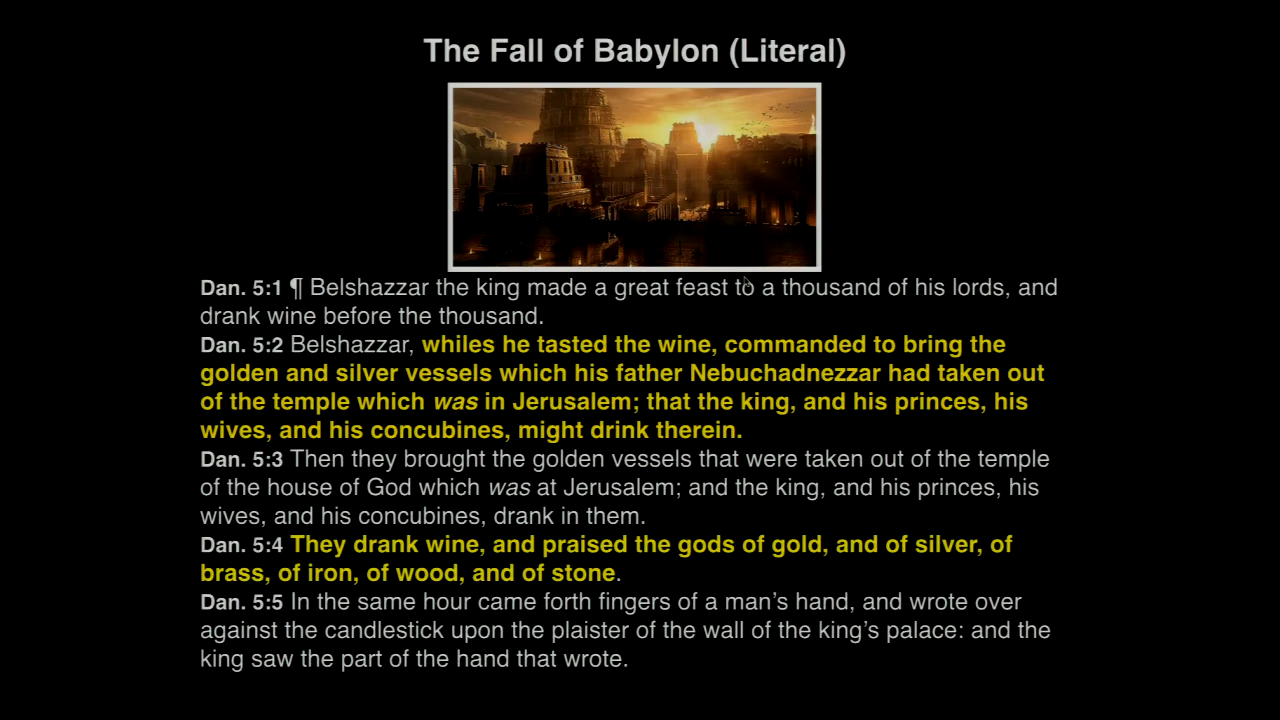 The Fall of Babylon (Literal)
Dan. 5:1 ¶ Belshazzar the king made a great feast to a thousand of his lords, and
drank wine before the thousand.
Dan. 5:2 Belshazzar, whiles he tasted the wine, commanded to bring the
golden and silver vessels which his father Nebuchadnezzar had taken out
of the temple which was in Jerusalem; that the king, and his princes, his
wives, and his concubines, might drink therein.
Dan. 5:3 Then they brought the golden vessels that were taken out of the temple
of the house of God which was at Jerusalem; and the king, and his princes, his
wives, and his concubines, drank in them.
Dan. 5:4 They drank wine, and praised the gods of gold, and of silver, of
brass, of iron, of wood, and of stone.
Dan. 5:5 In the same hour came forth fingers of a man’s hand, and wrote over
against the candlestick upon the plaister of the wall of the king’s palace: and the
king saw the part of the hand that wrote.